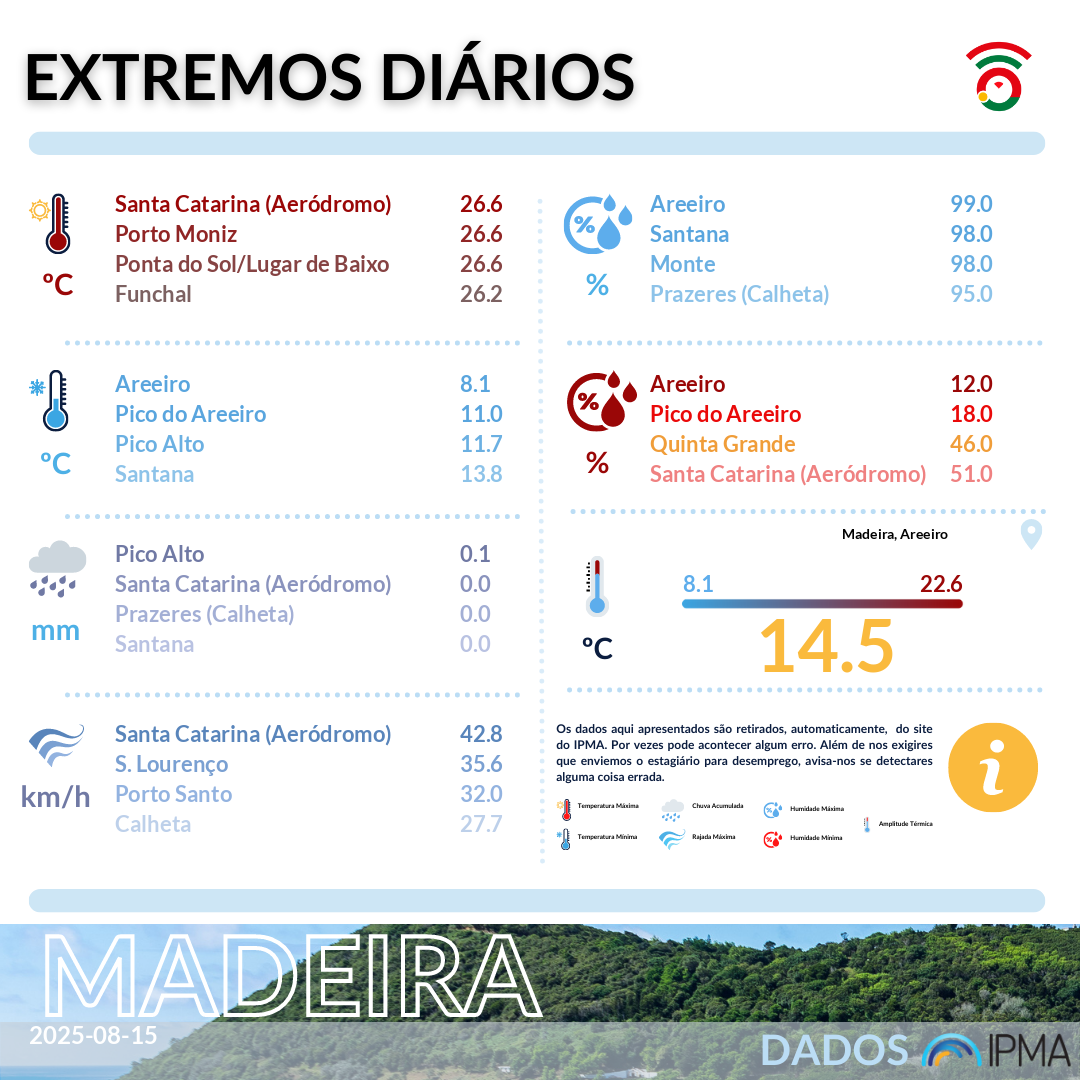 EXTREMOS DIÁRIOS
Santa Catarina (Aeródromo) 26.6
Porto Moniz 26.6
Ponta do Sol/Lugar de Baixo 26.6
Funchal 26.2
ºC
Areeiro 8.1
Pico do Areeiro 11.0
Pico Alto 11.7
Santana 13.8
ºC
Pico Alto 0.1
Santa Catarina (Aeródromo) 0.0
Prazeres (Calheta) 0.0
Santana 0.0
mm
Santa Catarina (Aeródromo) 42.8
S. Lourenço 35.6
Porto Santo 32.0
Calheta 27.7
km/h
%
Areeiro 99.0
Santana 98.0
Monte 98.0
Prazeres (Calheta) 95.0
%
%
Areeiro 12.0
Pico do Areeiro 18.0
Quinta Grande 46.0
Santa Catarina (Aeródromo) 51.0
%
Madeira, Areeiro
8.1 22.6
14.5
ºC
Os dados aqui apresentados são retirados, automaticamente, do site
do IPMA. Por vezes pode acontecer algum erro. Além de nos exigires
que enviemos o estagiário para desemprego, avisa-nos se detectares
alguma coisa errada.
i
Temperatura Máxima Chuva Acumulada Humidade Máxima
Amplitude Térmica
Temperatura Mínima Rajada Máxima Humidade Mínima
MADEIRA
2025-08-15
DADOS IPMA